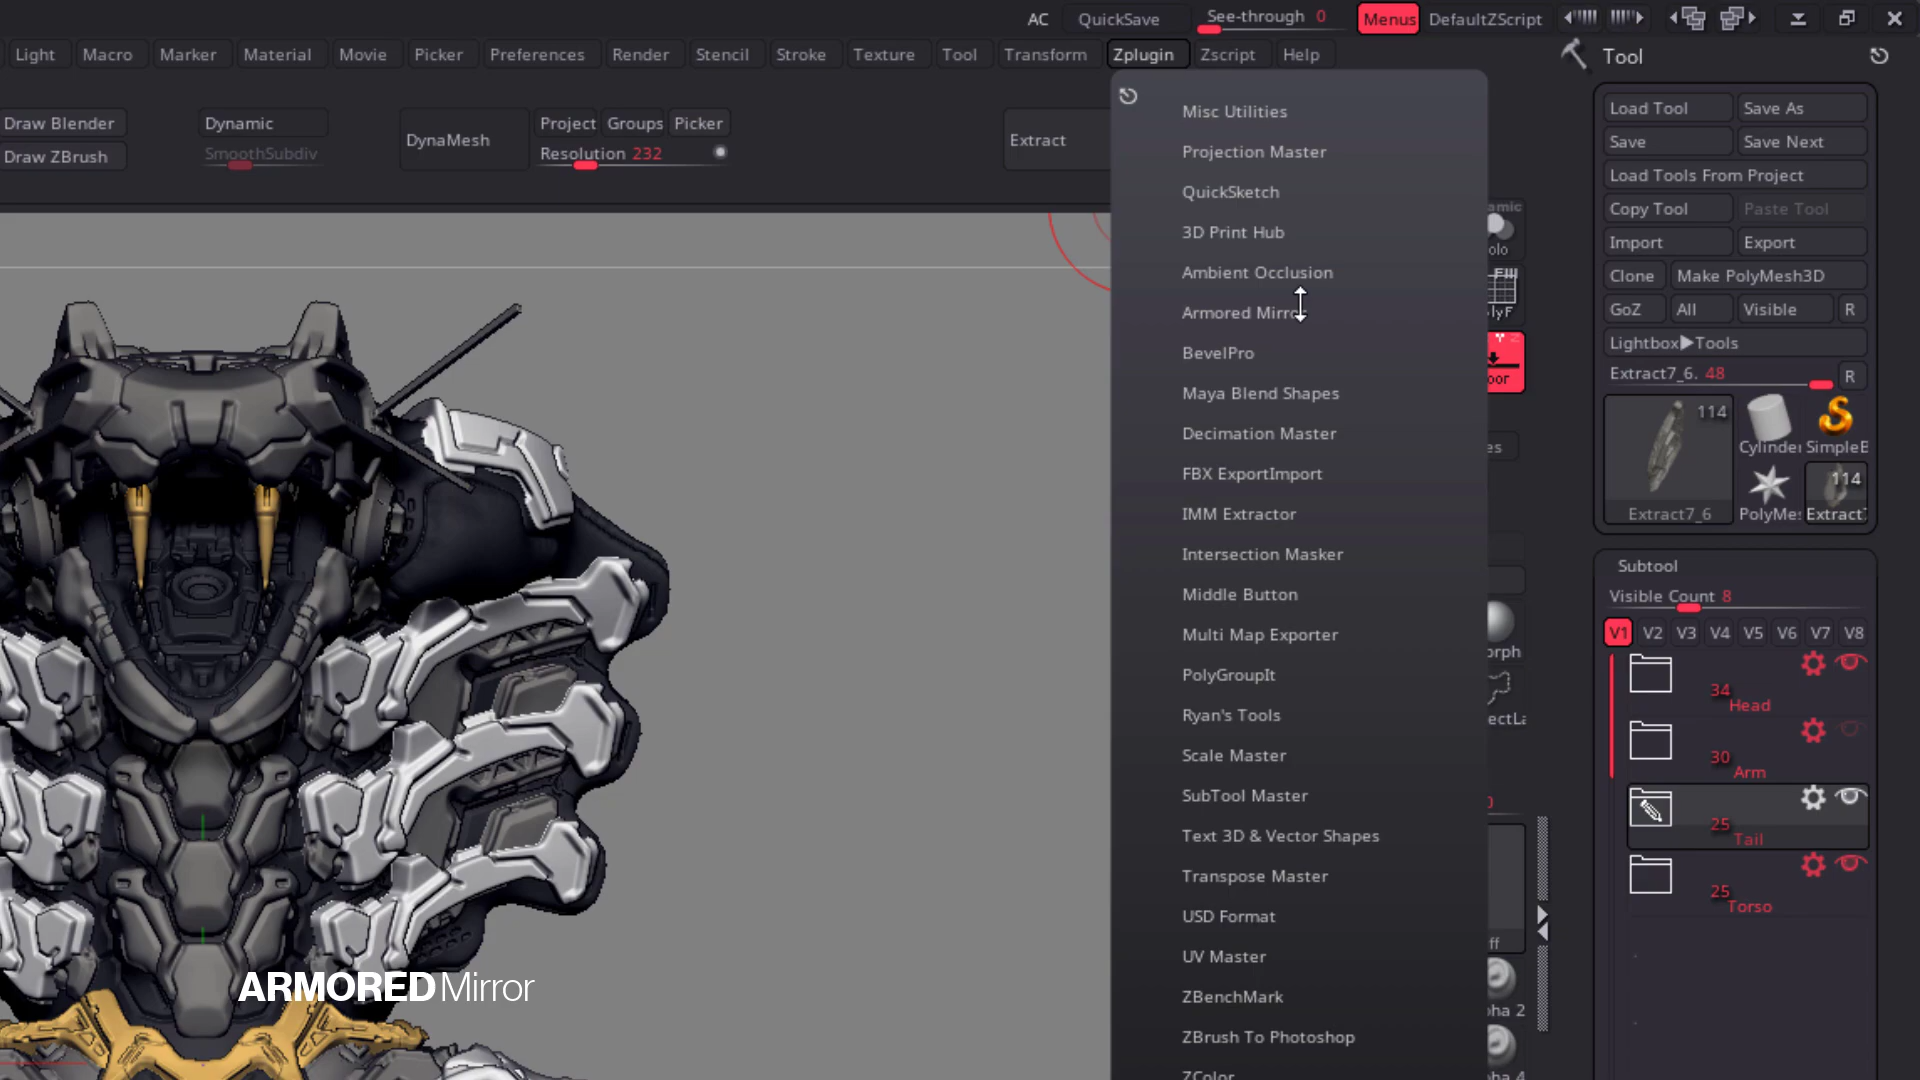 AC QuickSave See-through 0 Menus DefaultZScript
Light Macro Marker Material Movie Picker Preferences Render Stencil Stroke Texture Tool Transform Zplugin Zscript Help
Tool
Draw Blender
Draw ZBrush
Dynamic
SmoothSubdiv
DynaMesh
Project Groups Picker
Resolution 232
Extract
Misc Utilities
Projection Master
QuickSketch
3D Print Hub
Ambient Occlusion
Armored Mirror
BevelPro
Maya Blend Shapes
Decimation Master
FBX ExportImport
IMM Extractor
Intersection Masker
Middle Button
Multi Map Exporter
PolyGroupIt
Ryan's Tools
Scale Master
SubTool Master
Text 3D & Vector Shapes
Transpose Master
USD Format
UV Master
ZBenchMark
ZBrush To Photoshop
ZColor
Load Tool Save As
Save Save Next
Load Tools From Project
Copy Tool Paste Tool
Import Export
Clone Make PolyMesh3D
GoZ All Visible R
Lightbox▶Tools
Extract7_6. 48 R
114
Extract7_6
Cylinder SimpleB
114
PolyMe Extract7
Subtool
Visible Count 8
V1 V2 V3 V4 V5 V6 V7 V8
34
Head
30
Arm
25
Tail
25
Torso
ARMORED Mirror